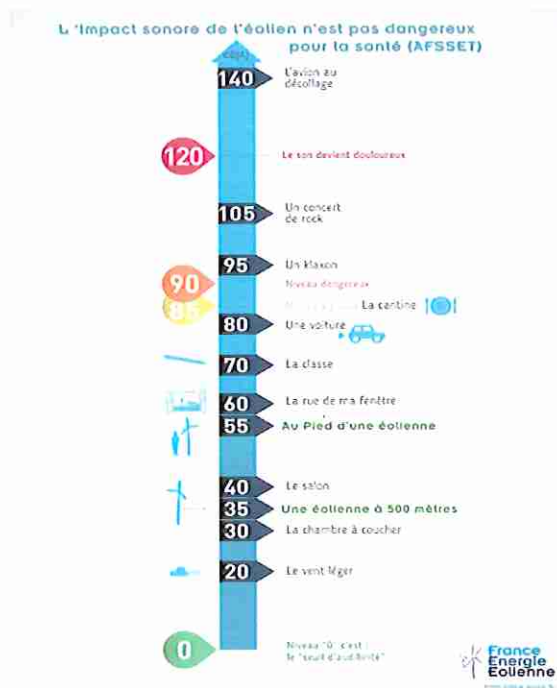 L'Impact sonore de l'éolien n'est pas dangereux
pour la santé (AFSSET)
140
L'avion au
décollage
120
Le son devient douloureux
105
Un concert
de rock
95
Un klaxon
90
Niveau dangereux
85
La cantine
80
Une voiture
70
La classe
60
La rue de ma fenêtre
55
Au Pied d'une éolienne
40
Le salon
35
Une éolienne à 500 mètres
30
La chambre à coucher
20
Le vent léger
0
Niveau "0" c'est :
le "seuil d'audibilité"
France
Energie
Eolienne